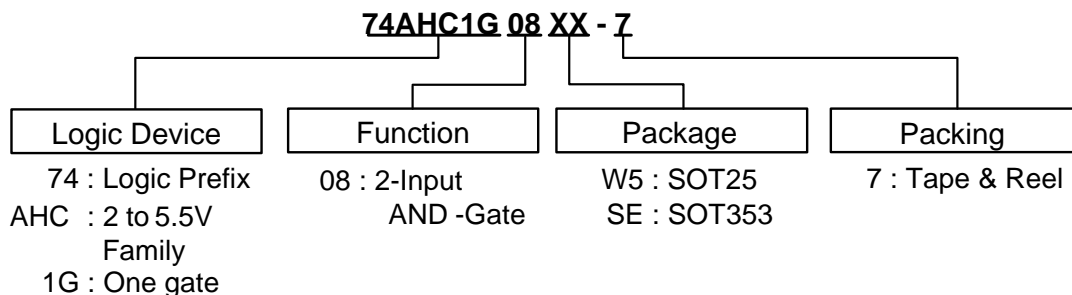 74AHC1G 08 XX - 7
Logic Device
74 : Logic Prefix
AHC : 2 to 5.5V
Family
1G : One gate
Function
08 : 2-Input
AND -Gate
Package
W5 : SOT25
SE : SOT353
Packing
7 : Tape & Reel